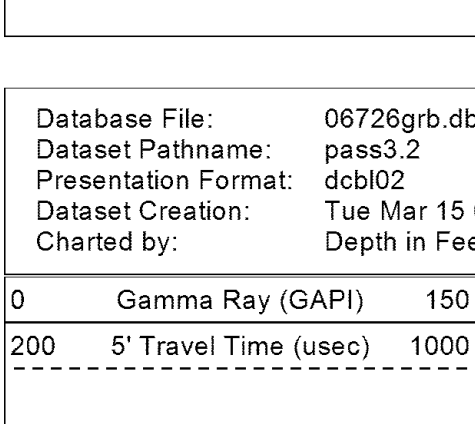 Database File: 06726grb.db
Dataset Pathname: pass3.2
Presentation Format: dcbl02
Dataset Creation: Tue Mar 15
Charted by: Depth in Fee
0 Gamma Ray (GAPI) 150
200 5' Travel Time (usec) 1000